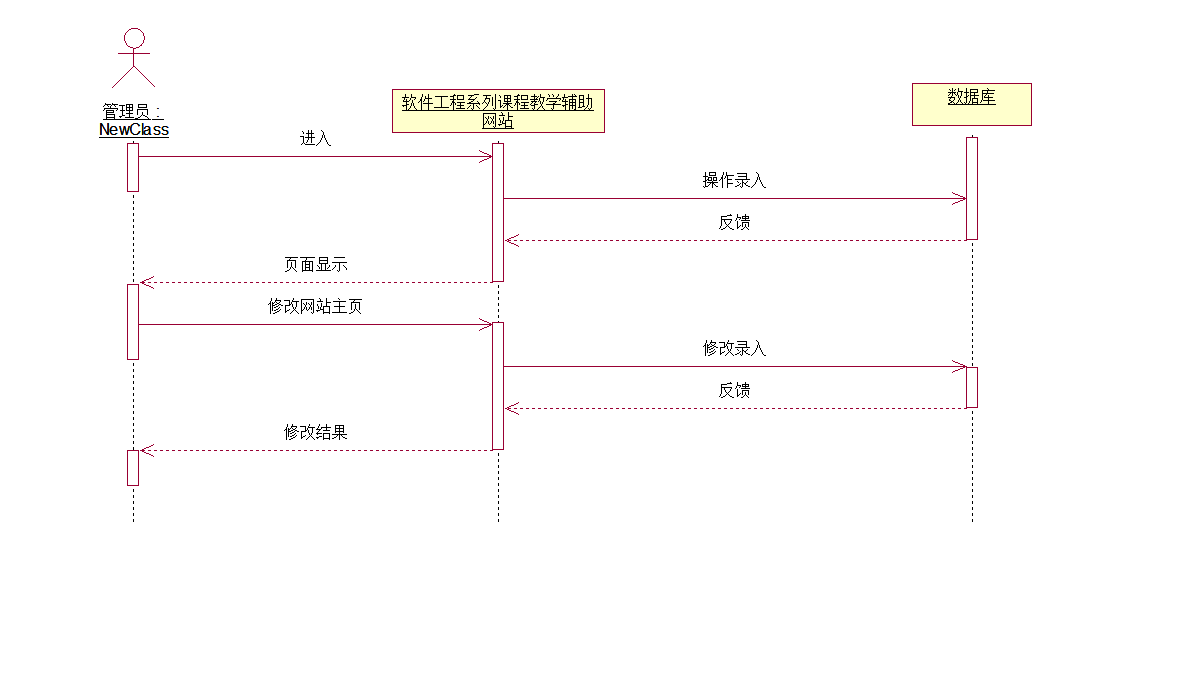 管理员 :
NewClass
软件工程系列课程教学辅助
网站
数据库
进入
操作录入
反馈
页面显示
修改网站主页
修改录入
反馈
修改结果